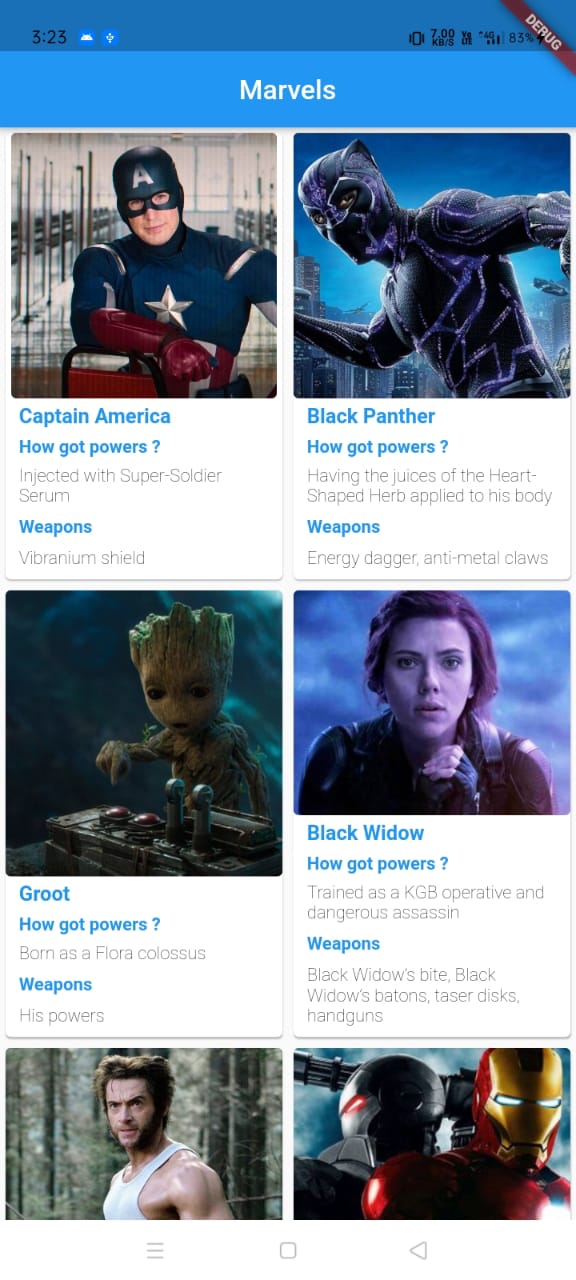 3:23
7.00 KB/S Vo LTE 4G 83%
DEBUG
Marvels
A
Captain America
How got powers ?
Injected with Super-Soldier
Serum
Weapons
Vibranium shield
Black Panther
How got powers ?
Having the juices of the Heart-
Shaped Herb applied to his body
Weapons
Energy dagger, anti-metal claws
Groot
How got powers ?
Born as a Flora colossus
Weapons
His powers
Black Widow
How got powers ?
Trained as a KGB operative and
dangerous assassin
Weapons
Black Widow's bite, Black
Widow's batons, taser disks,
handguns